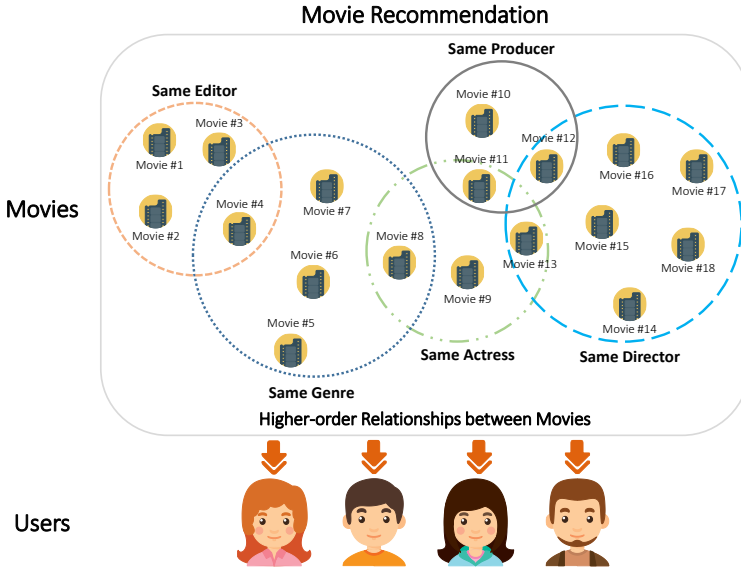 Movie Recommendation
Same Producer
Same Editor
Movie #10
Movie #3
Movie #12
Movie #1
Movie #11
Movie #16
Movie #17
Movie #4
Movies
Movie #7
Movie #2
Movie #8
Movie #15
Movie #6
Movie #13
Movie #18
Movie #9
Movie #5
Movie #14
Same Actress
Same Director
Same Genre
Higher-order Relationships between Movies
Users